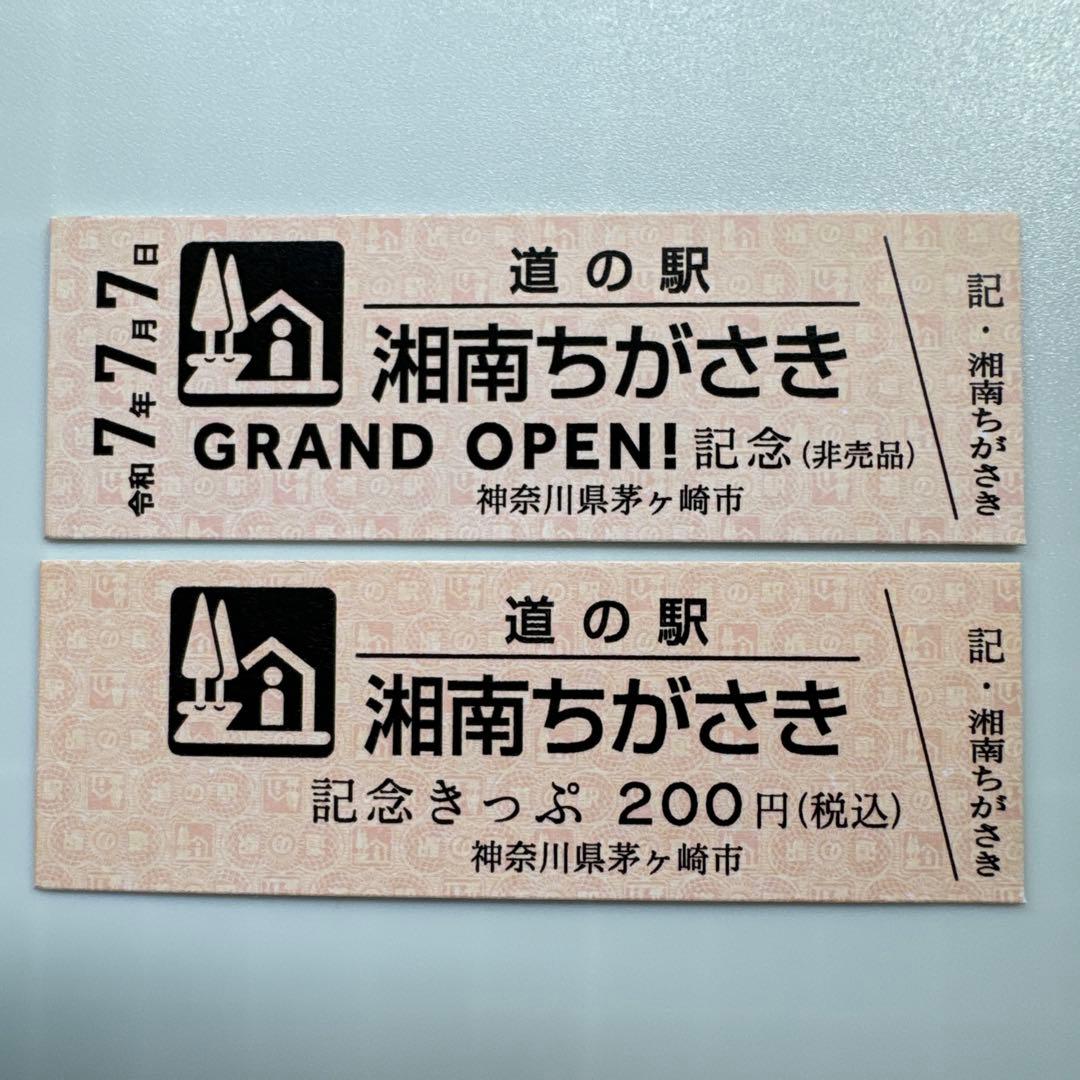 令和7年7月7日
道の駅
湘南ちがさき
GRAND OPEN! 記念(非売品)
神奈川県茅ヶ崎市
記・湘南ちがさき
道の駅
湘南ちがさき
記念きっぷ 200円(税込)
神奈川県茅ヶ崎市
記・湘南ちがさき